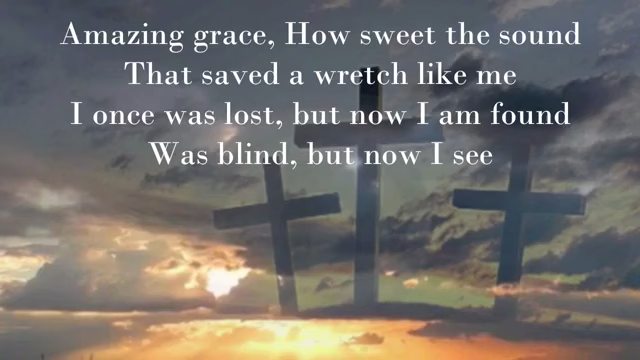 Amazing grace, How sweet the sound
That saved a wretch like me
I once was lost, but now I am found
Was blind, but now I see